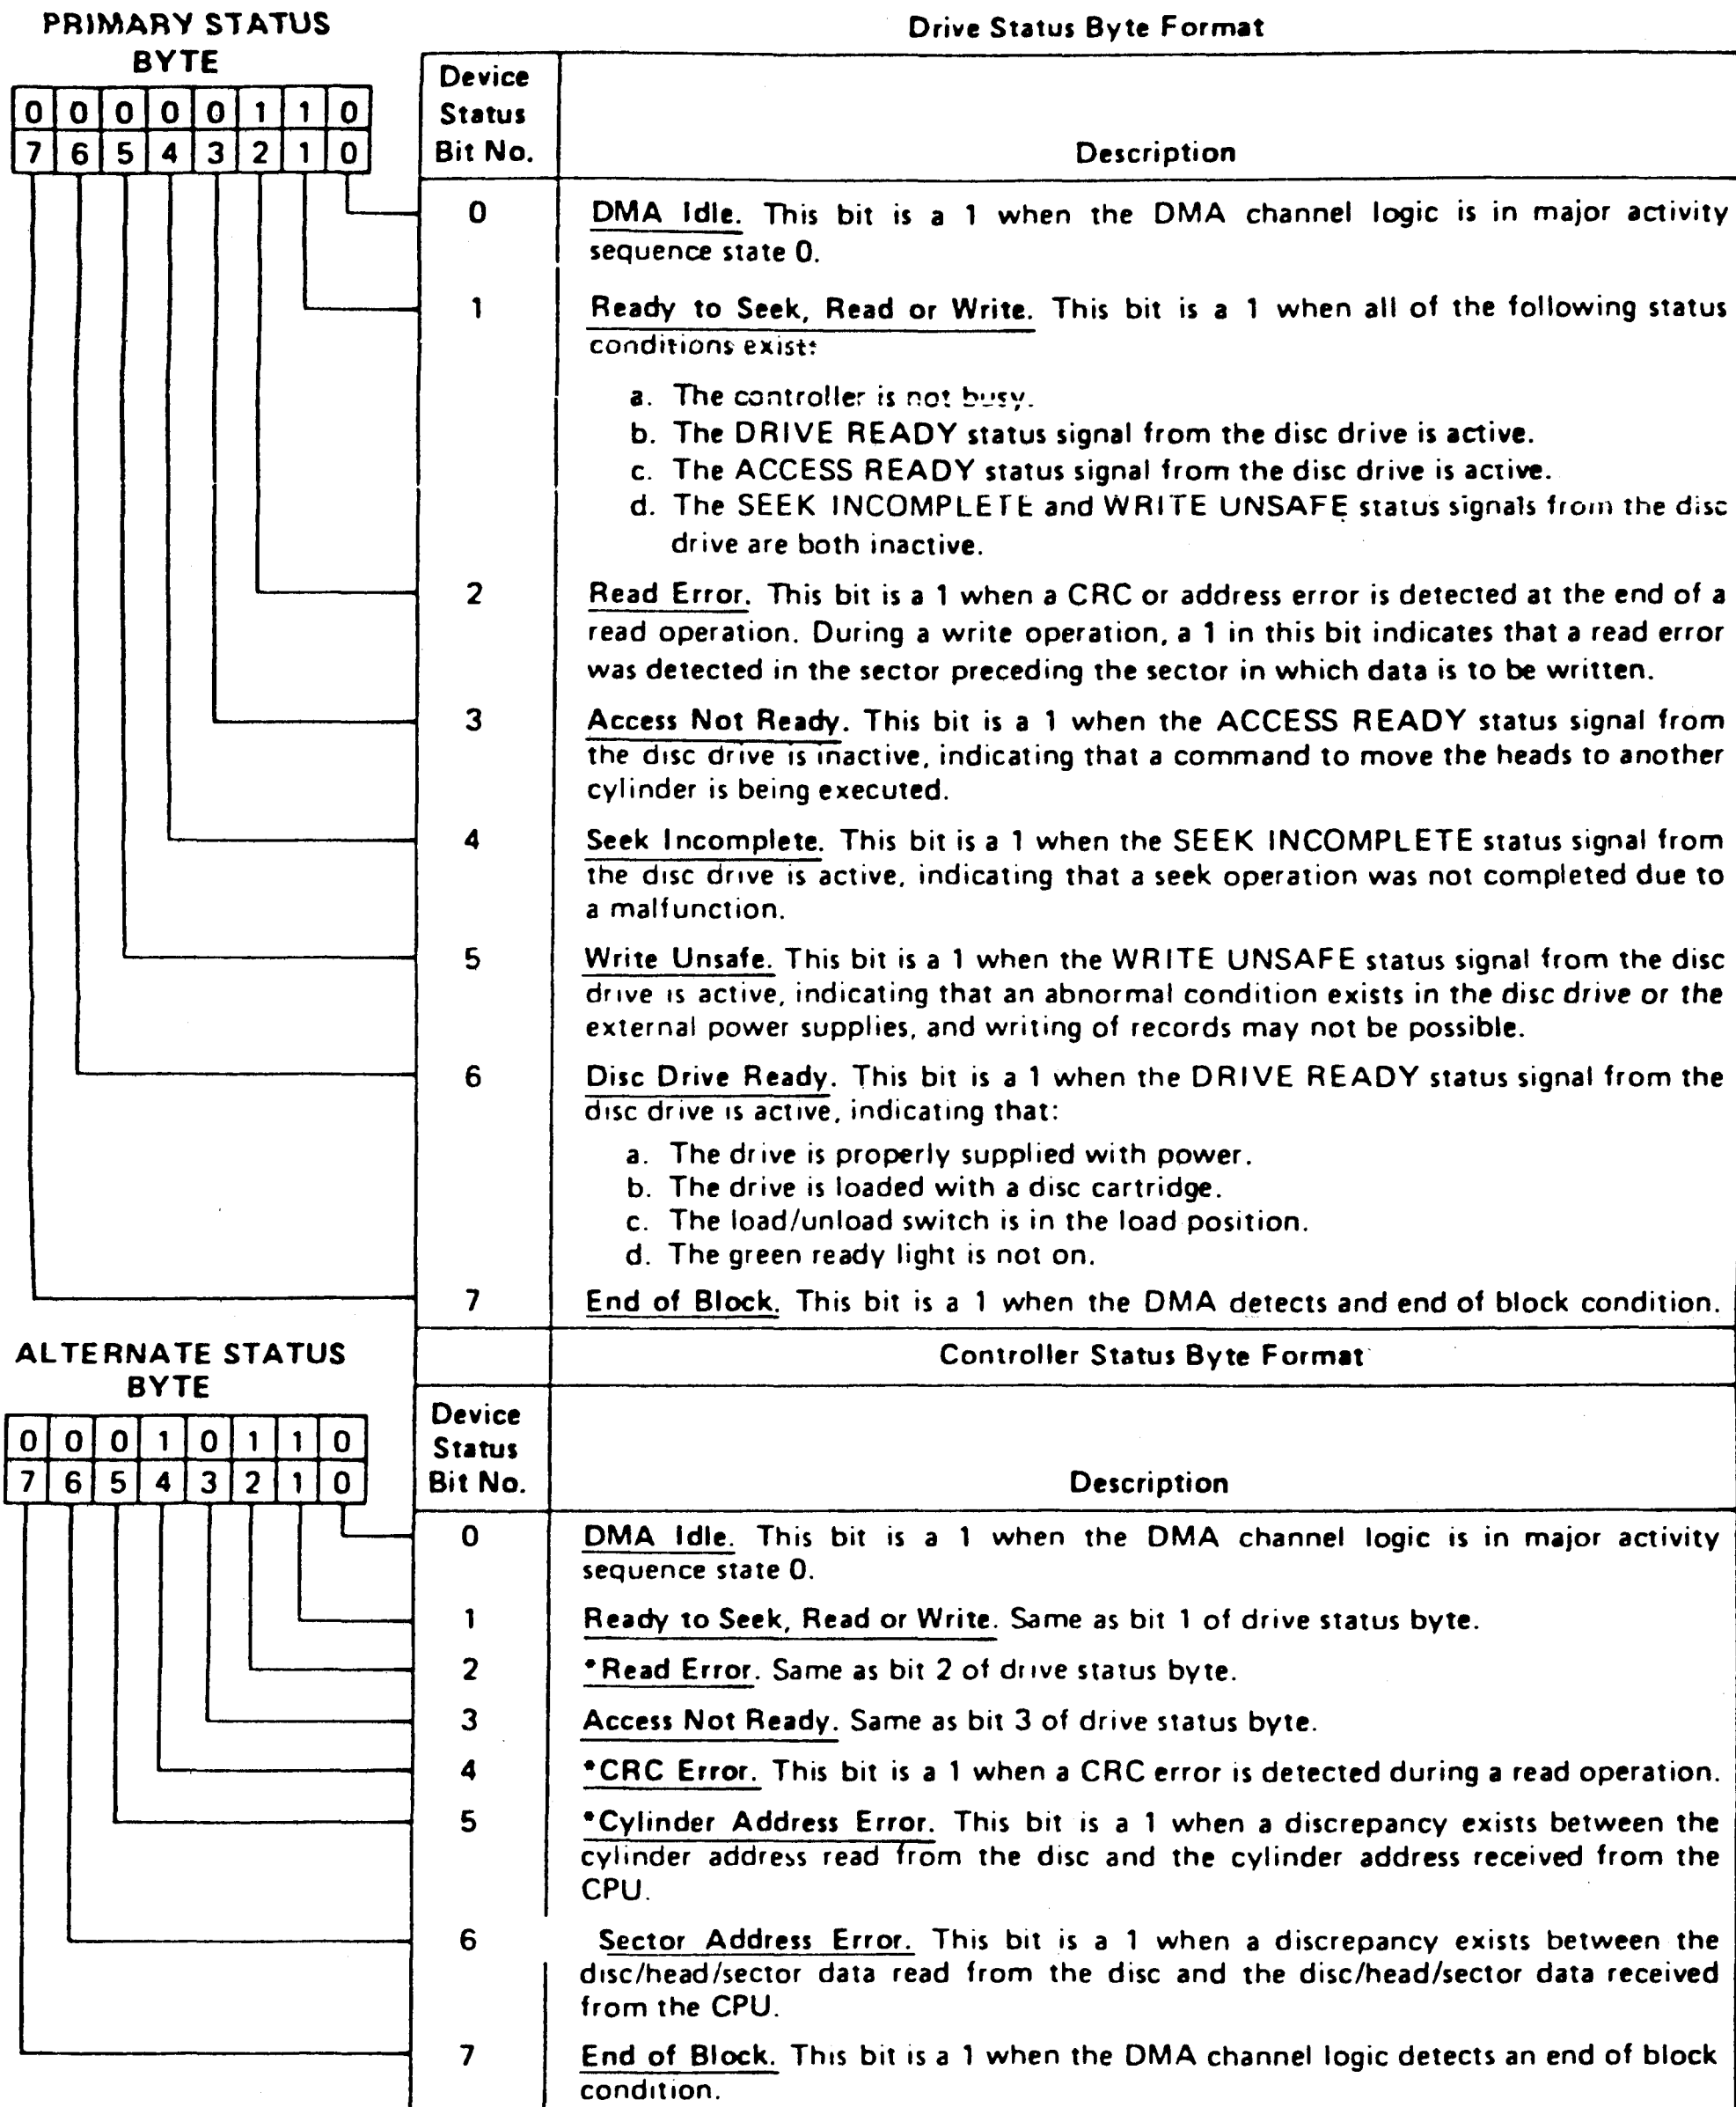 PRIMARY STATUS
BYTE
0 0 0 0 0 1 1 0
7 6 5 4 3 2 1 0
Drive Status Byte Format
Device
Status
Bit No.
Description
0 DMA Idle. This bit is a 1 when the DMA channel logic is in major activity
sequence state 0.
1 Ready to Seek, Read or Write. This bit is a 1 when all of the following status
conditions exist:
a. The controller is not busy.
b. The DRIVE READY status signal from the disc drive is active.
c. The ACCESS READY status signal from the disc drive is active.
d. The SEEK INCOMPLETE and WRITE UNSAFE status signals from the disc
drive are both inactive.
2 Read Error. This bit is a 1 when a CRC or address error is detected at the end of a
read operation. During a write operation, a 1 in this bit indicates that a read error
was detected in the sector preceding the sector in which data is to be written.
3 Access Not Ready. This bit is a 1 when the ACCESS READY status signal from
the disc drive is inactive, indicating that a command to move the heads to another
cylinder is being executed.
4 Seek Incomplete. This bit is a 1 when the SEEK INCOMPLETE status signal from
the disc drive is active, indicating that a seek operation was not completed due to
a malfunction.
5 Write Unsafe. This bit is a 1 when the WRITE UNSAFE status signal from the disc
drive is active, indicating that an abnormal condition exists in the disc drive or the
external power supplies, and writing of records may not be possible.
6 Disc Drive Ready. This bit is a 1 when the DRIVE READY status signal from the
disc drive is active, indicating that:
a. The drive is properly supplied with power.
b. The drive is loaded with a disc cartridge.
c. The load/unload switch is in the load position.
d. The green ready light is not on.
7 End of Block. This bit is a 1 when the DMA detects and end of block condition.
ALTERNATE STATUS
BYTE
0 0 0 1 0 1 1 0
7 6 5 4 3 2 1 0
Controller Status Byte Format
Device
Status
Bit No.
Description
0 DMA Idle. This bit is a 1 when the DMA channel logic is in major activity
sequence state 0.
1 Ready to Seek, Read or Write. Same as bit 1 of drive status byte.
2 *Read Error. Same as bit 2 of drive status byte.
3 Access Not Ready. Same as bit 3 of drive status byte.
4 *CRC Error. This bit is a 1 when a CRC error is detected during a read operation.
5 *Cylinder Address Error. This bit is a 1 when a discrepancy exists between the
cylinder address read from the disc and the cylinder address received from the
CPU.
6 Sector Address Error. This bit is a 1 when a discrepancy exists between the
disc/head/sector data read from the disc and the disc/head/sector data received
from the CPU.
7 End of Block. This bit is a 1 when the DMA channel logic detects an end of block
condition.